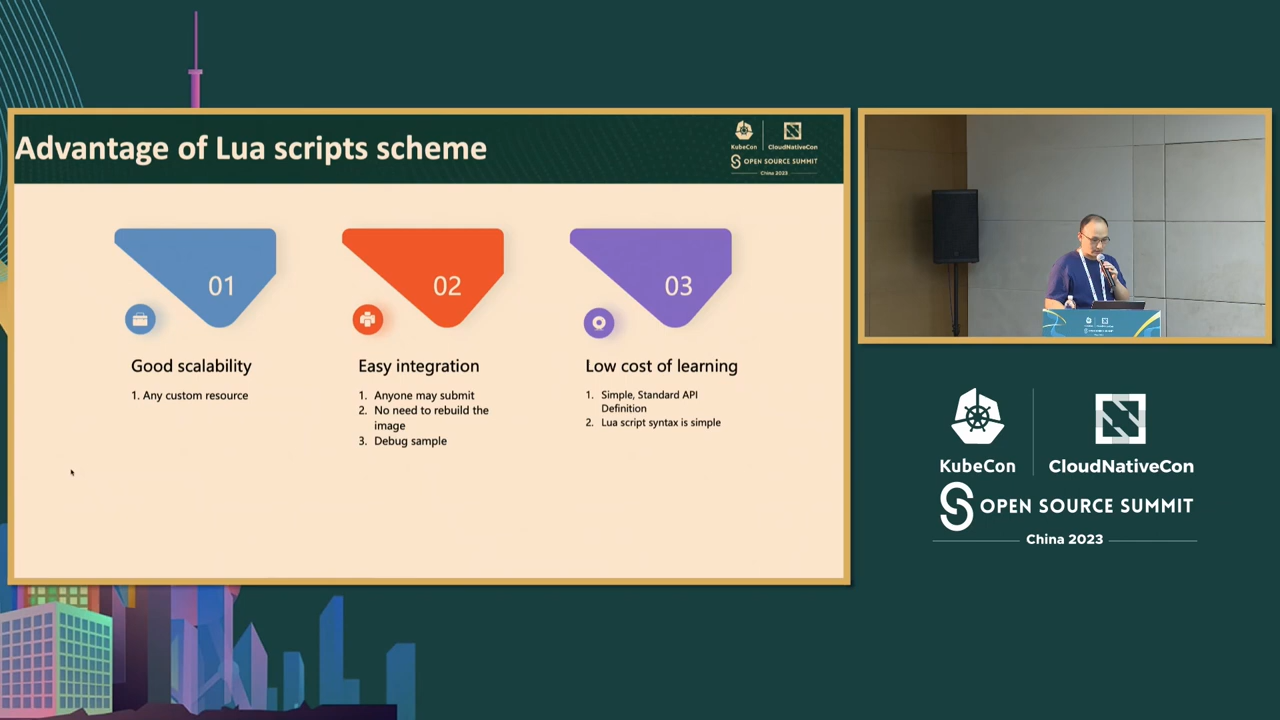 Advantage of Lua scripts scheme
KubeCon
CloudNativeCon
OPEN SOURCE SUMMIT
China 2023
01
02
03
Good scalability
1. Any custom resource
Easy integration
1. Anyone may submit
2. No need to rebuild the
image
3. Debug sample
Low cost of learning
1. Simple, Standard API
Definition
2. Lua script syntax is simple
KubeCon
CloudNativeCon
OPEN SOURCE SUMMIT
China 2023